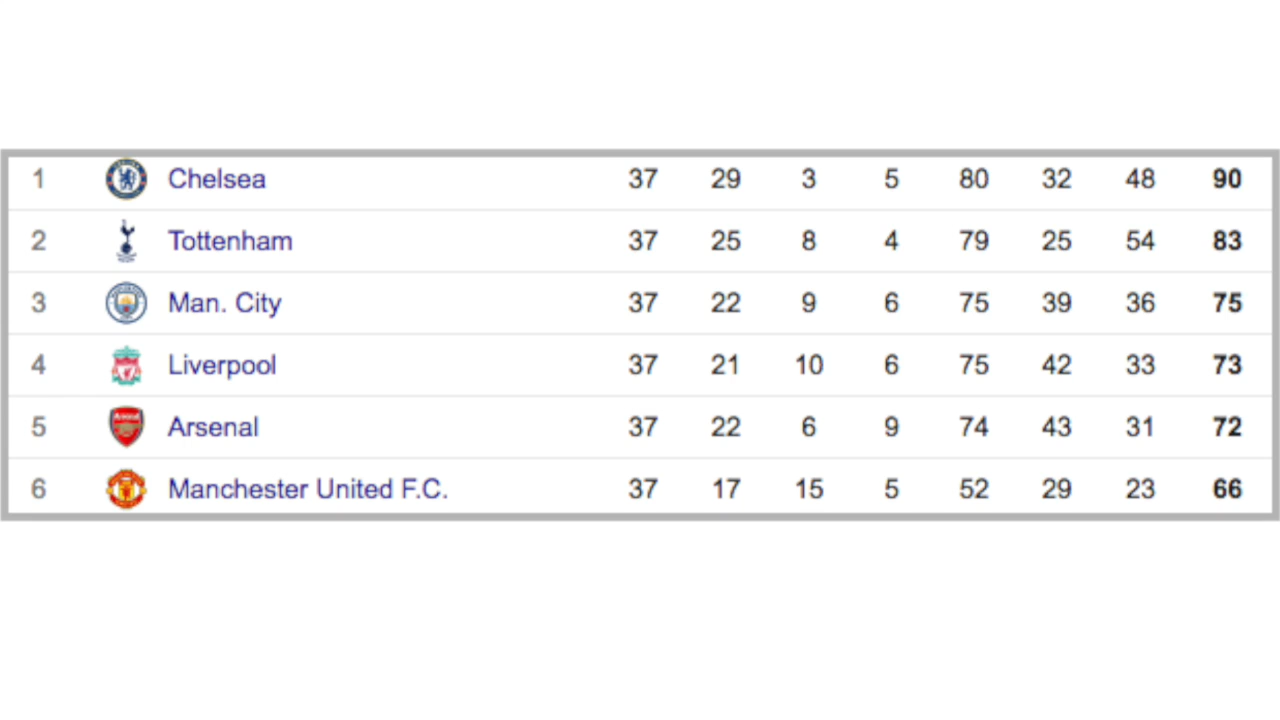 1 Chelsea 37 29 3 5 80 32 48 90
2 Tottenham 37 25 8 4 79 25 54 83
3 Man. City 37 22 9 6 75 39 36 75
4 Liverpool 37 21 10 6 75 42 33 73
5 Arsenal 37 22 6 9 74 43 31 72
6 Manchester United F.C. 37 17 15 5 52 29 23 66